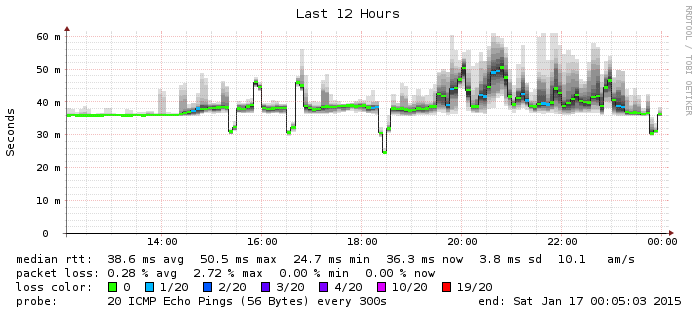 Last 12 Hours
RRDTOOL / TOBI OETIKER
Seconds
60 m
50 m
40 m
30 m
20 m
10 m
0
14:00 16:00 18:00 20:00 22:00 00:00
median rtt: 38.6 ms avg 50.5 ms max 24.7 ms min 36.3 ms now 3.8 ms sd 10.1 am/s
packet loss: 0.28 % avg 2.72 % max 0.00 % min 0.00 % now
loss color: 0 1/20 2/20 3/20 4/20 10/20 19/20
probe: 20 ICMP Echo Pings (56 Bytes) every 300s end: Sat Jan 17 00:05:03 2015